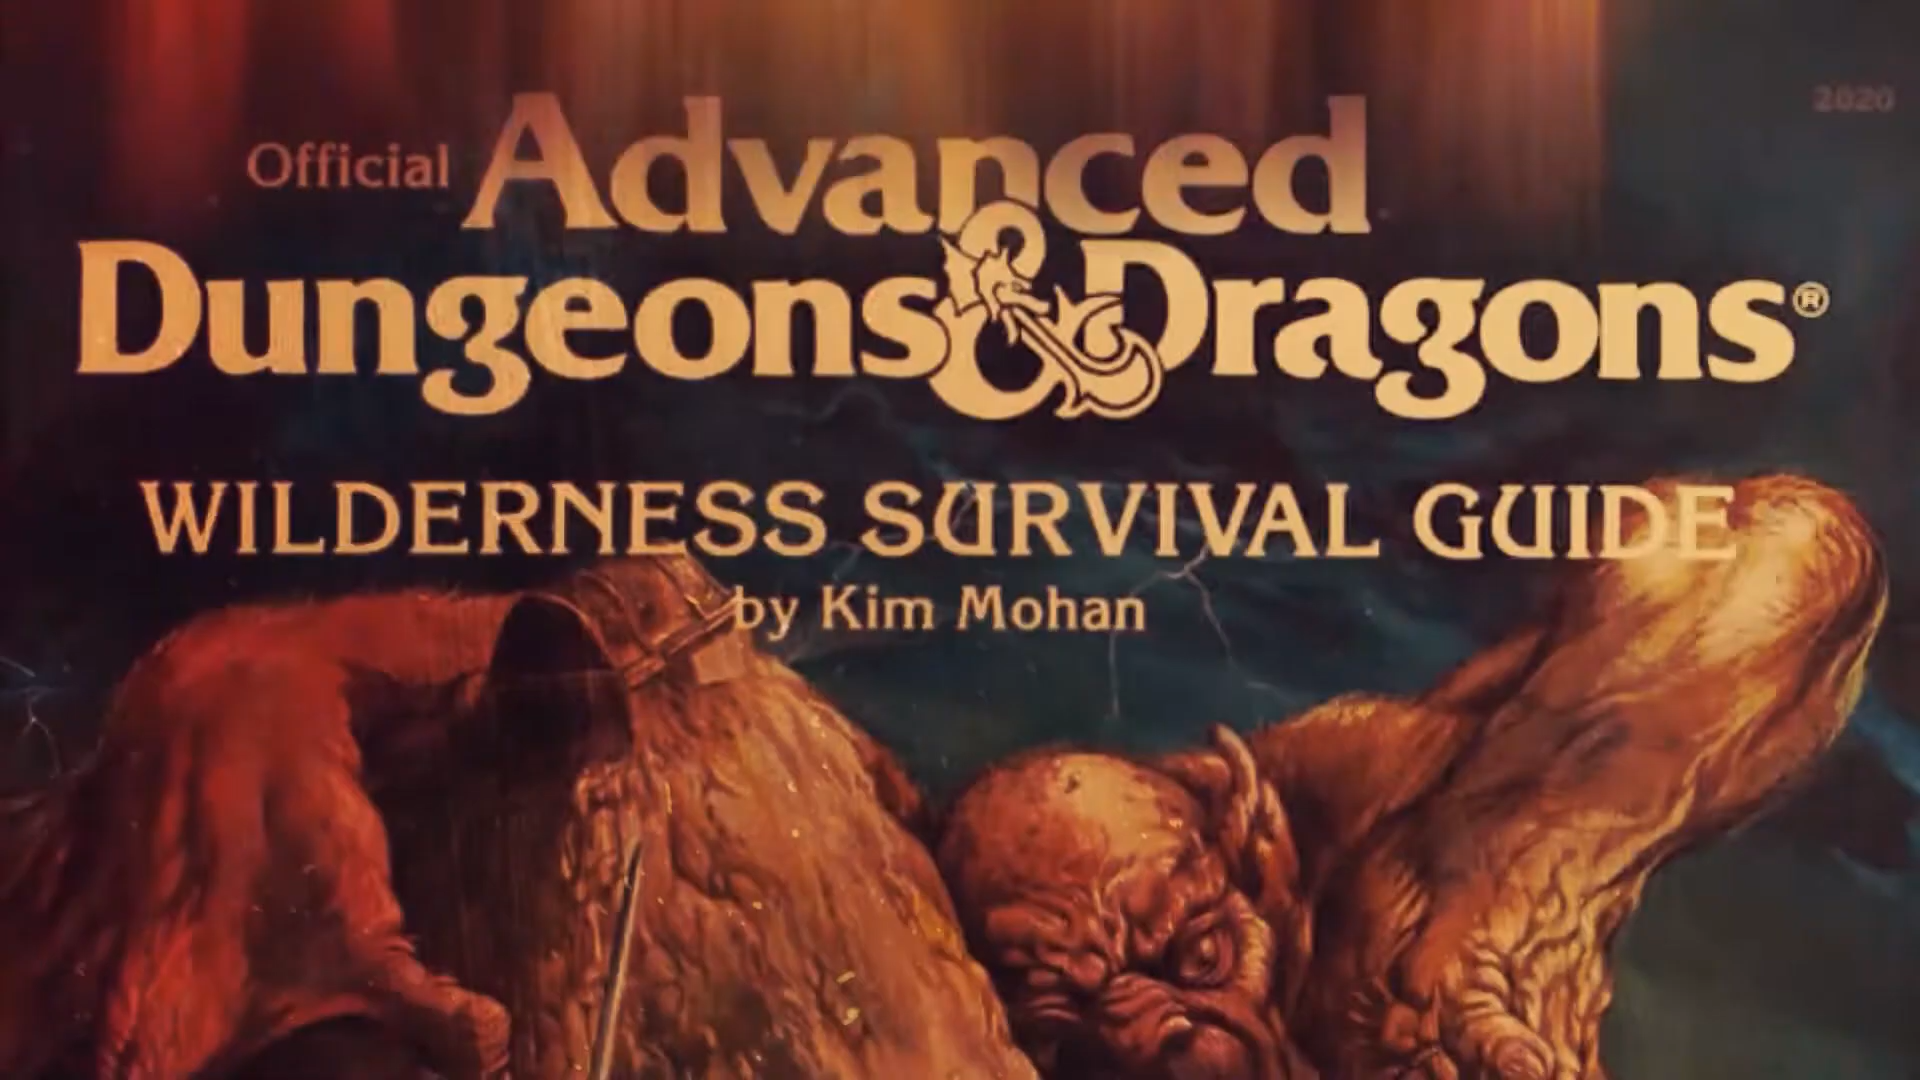 2020
Official Advanced
Dungeons & Dragons®
WILDERNESS SURVIVAL GUIDE
by Kim Mohan